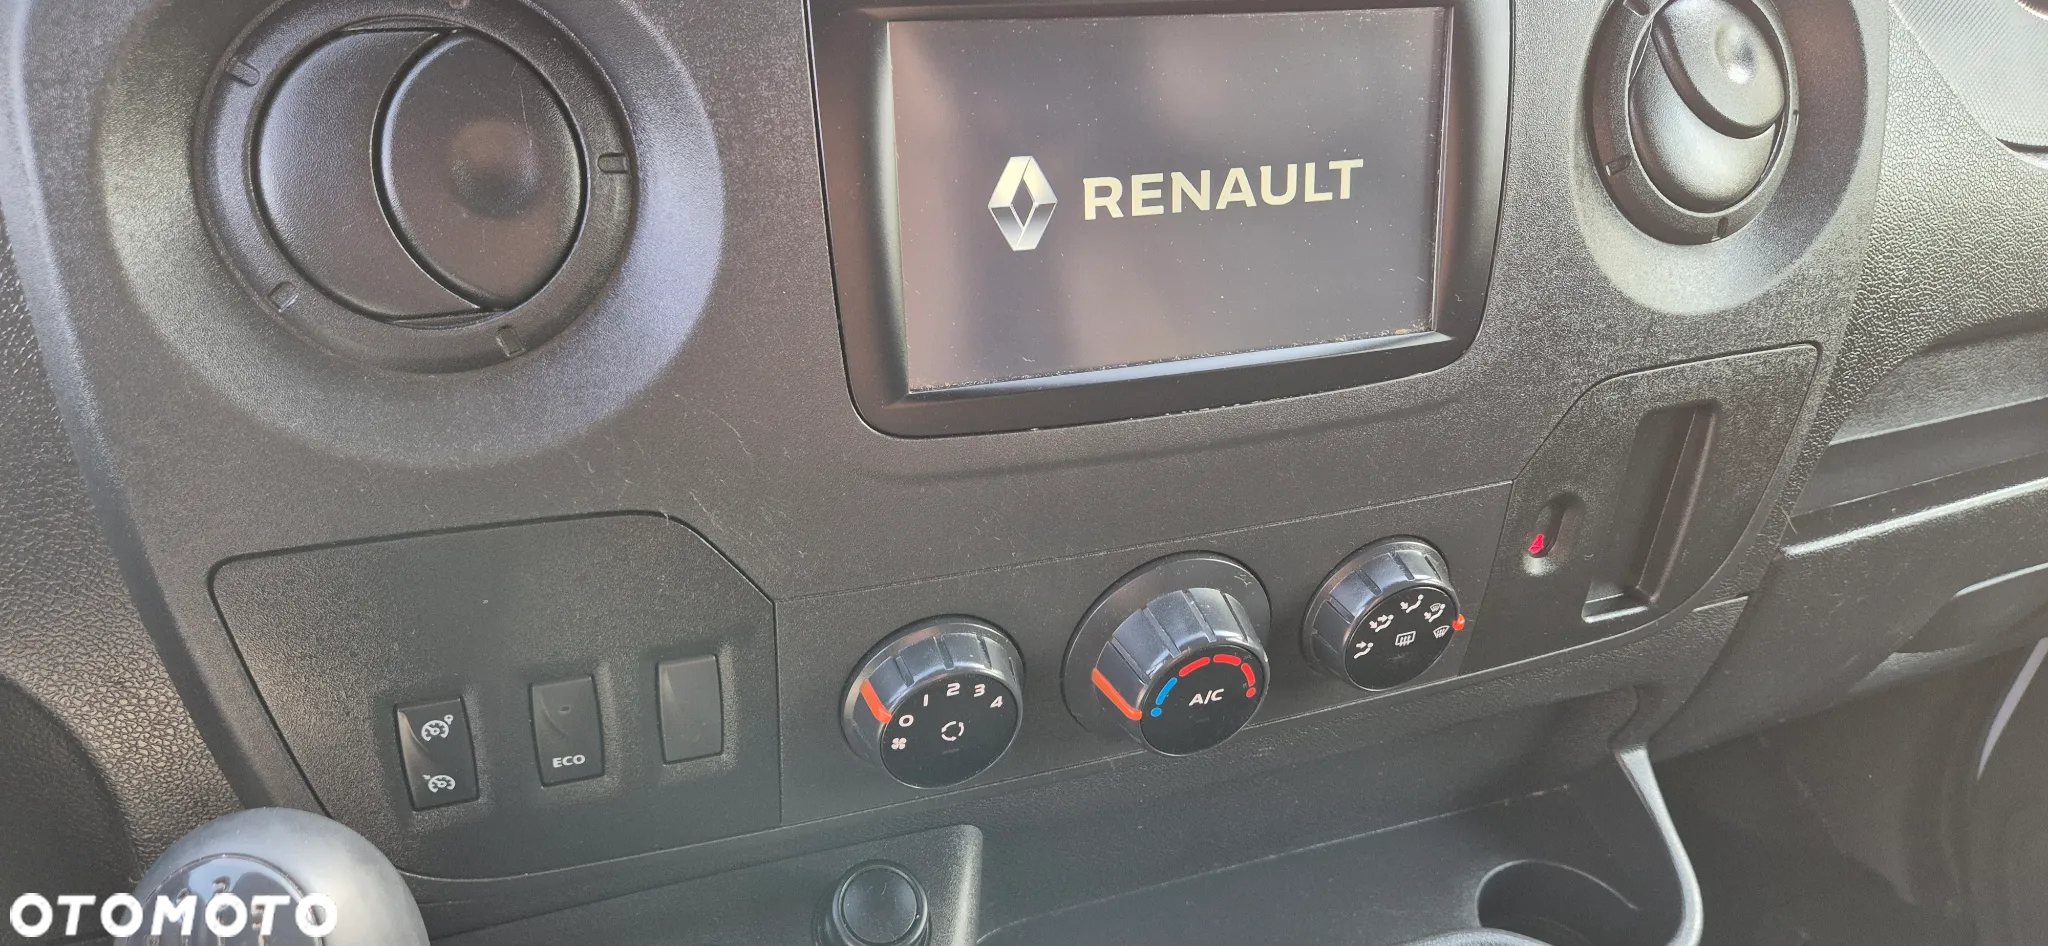 RENAULT
ECO
0 1 2 3 4
A/C
OTOMOTO